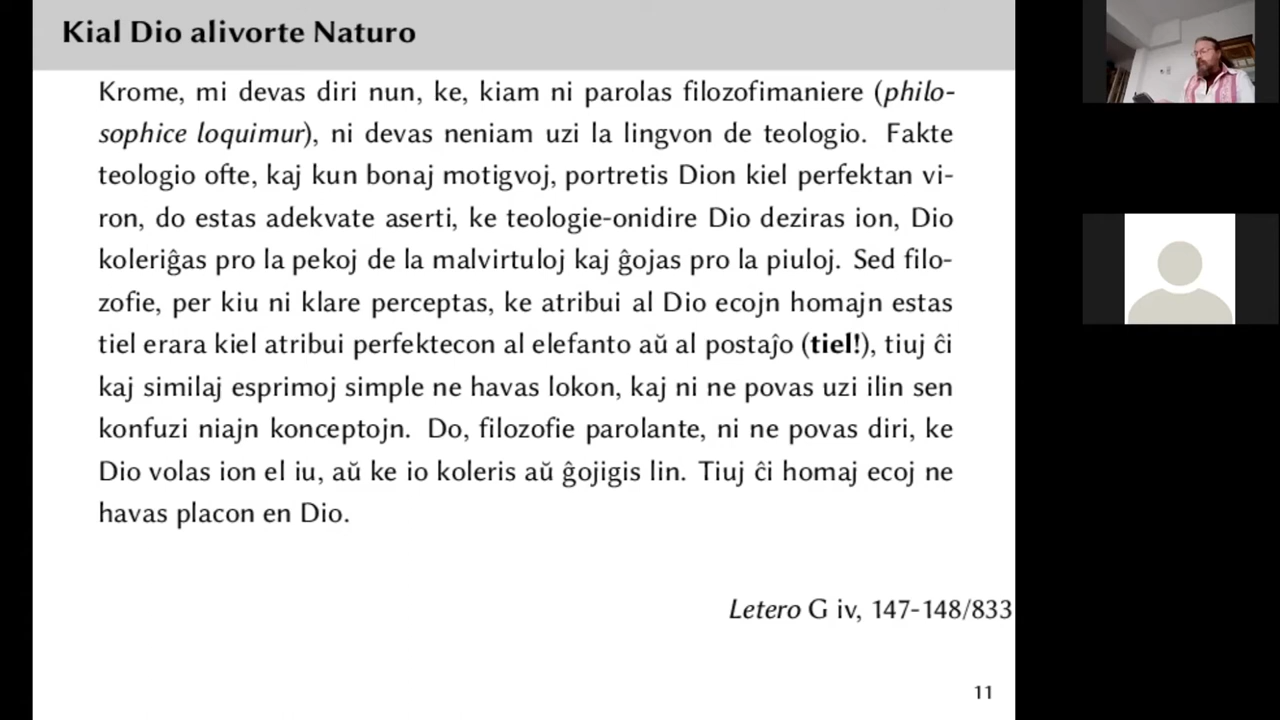 Kial Dio alivorte Naturo
Krome, mi devas diri nun, ke, kiam ni parolas filozofimaniere (philo-
sophice loquimur), ni devas neniam uzi la lingvon de teologio. Fakte
teologio ofte, kaj kun bonaj motigvoj, portretis Dion kiel perfektan vi-
ron, do estas adekvate aserti, ke teologie-onidire Dio deziras ion, Dio
koleriĝas pro la pekoj de la malvirtuloj kaj ĝojas pro la piuloj. Sed filo-
zofie, per kiu ni klare perceptas, ke atribui al Dio ecojn homajn estas
tiel erara kiel atribui perfektecon al elefanto aŭ al postaĵo (tiel!), tiuj ĉi
kaj similaj esprimoj simple ne havas lokon, kaj ni ne povas uzi ilin sen
konfuzi niajn konceptojn. Do, filozofie parolante, ni ne povas diri, ke
Dio volas ion el iu, aŭ ke io koleris aŭ ĝojigis lin. Tiuj ĉi homaj ecoj ne
havas placon en Dio.
Letero G iv, 147-148/833
11